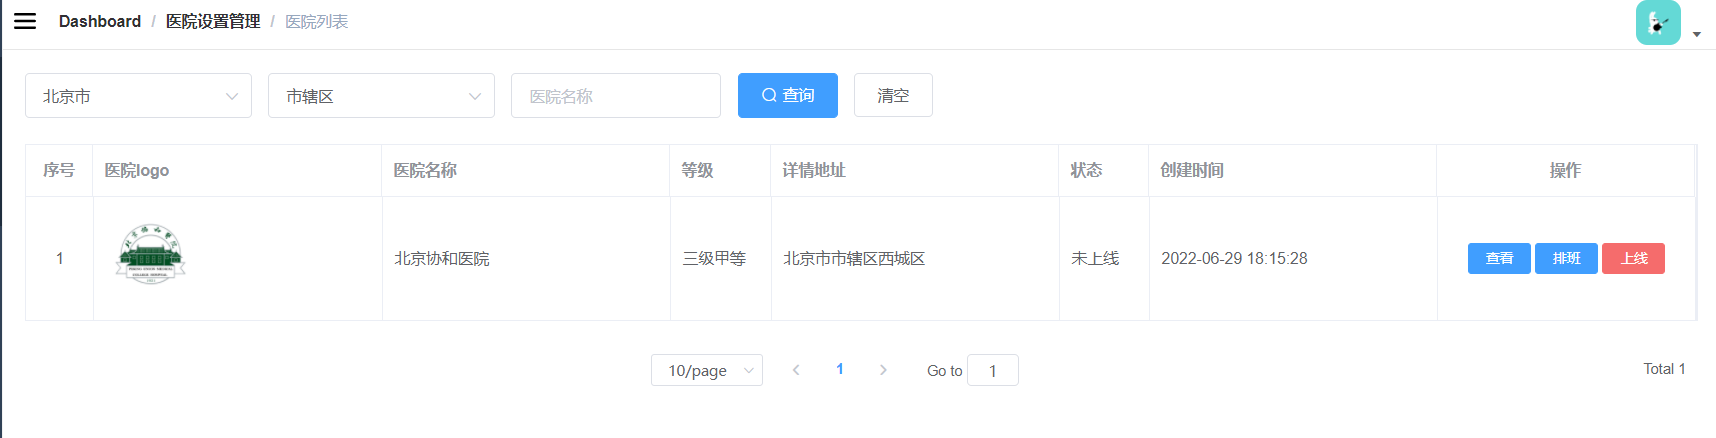 Dashboard / 医院设置管理 / 医院列表
北京市 市辖区 医院名称 查询 清空
序号 医院logo 医院名称 等级 详情地址 状态 创建时间 操作
1 北京协和医院 三级甲等 北京市市辖区西城区 未上线 2022-06-29 18:15:28 查看 排班 上线
10/page 1 Go to 1 Total 1